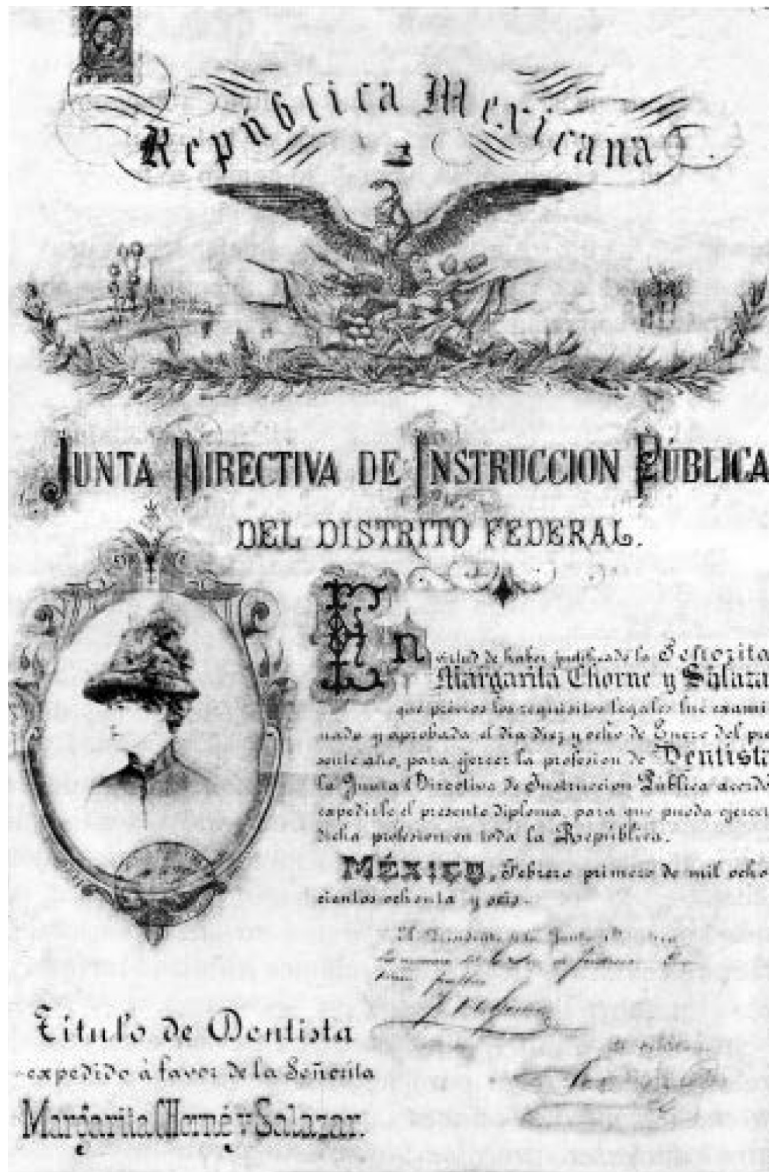 República Mexicana
JUNTA DIRECTIVA DE INSTRUCCION PÚBLICA
DEL DISTRITO FEDERAL.
En virtud de haber justificado la Señorita
Margarita Chorne y Salaza
que prévios los requisitos legales fué exami
nado y aprobada el dia diez y ocho de Enero del pre
sente año, para ejercer la profesion de Dentista
la Junta Directiva de Instruccion Pública acordó
expedirle el presente diploma, para que pueda ejercer
dicha profesion en toda la República.
MÉXICO, Febrero primero de mil ocho
cientos ochenta y seis.
Título de Dentista
expedido à favor de la Señorita
Margarita CHorné y Salazar.